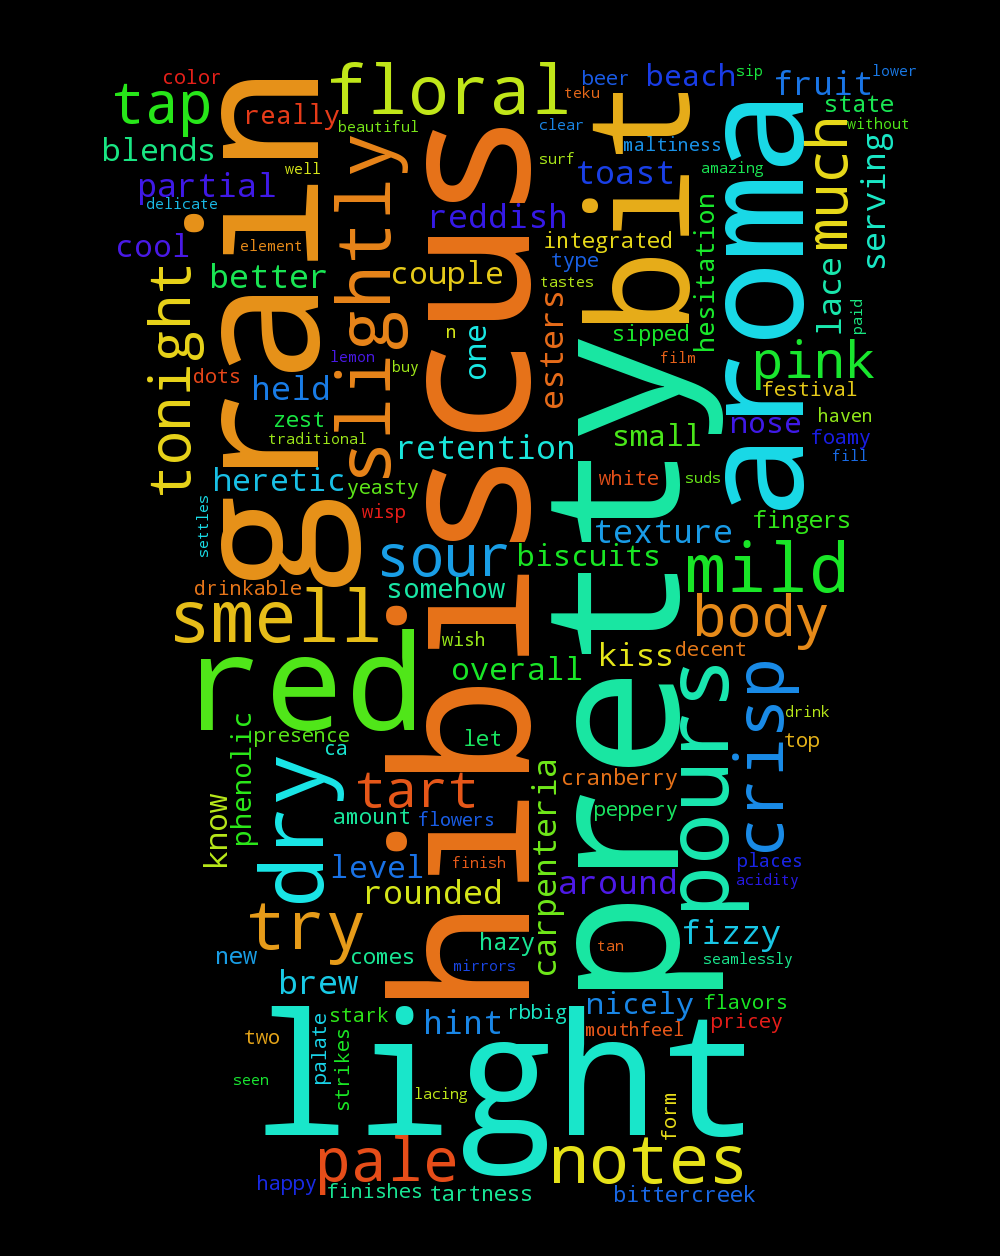 color
tap
really
floral
beautiful
beer
teku
beach
sip
fruit
lower
state
without
blends
well
clear
surf
maltiness
amazing
much
serving
partial
delicate
grain
slightly
hibiscus
bit
toast
aroma
cool
element
reddish
integrated
type
hesitation
better
couple
tastes
tonight
n
one
esters
sipped
lace
paid
dots
lemon
buy
held
film
pink
festival
zest
traditional
small
nose
haven
foamy
fill
retention
heretic
yeasty
wisp
white
suds
settles
texture
fingers
sour
biscuits
pretty
mild
drinkable
somehow
smell
wish
body
red
overall
kiss
decent
presence
ca
let
pours
crisp
drink
top
phenolic
know
dry
tart
cranberry
amount
flowers
peppery
carpenteria
level
finish
places
acidity
rounded
around
try
hazy
tan
fizzy
new
comes
mirrors
seamlessly
brew
nicely
flavors
stark
hint
rbbig
mouthfeel
pricey
two
palate
strikes
light
seen
lacing
form
pale
notes
happy
finishes
tartness
bittercreek